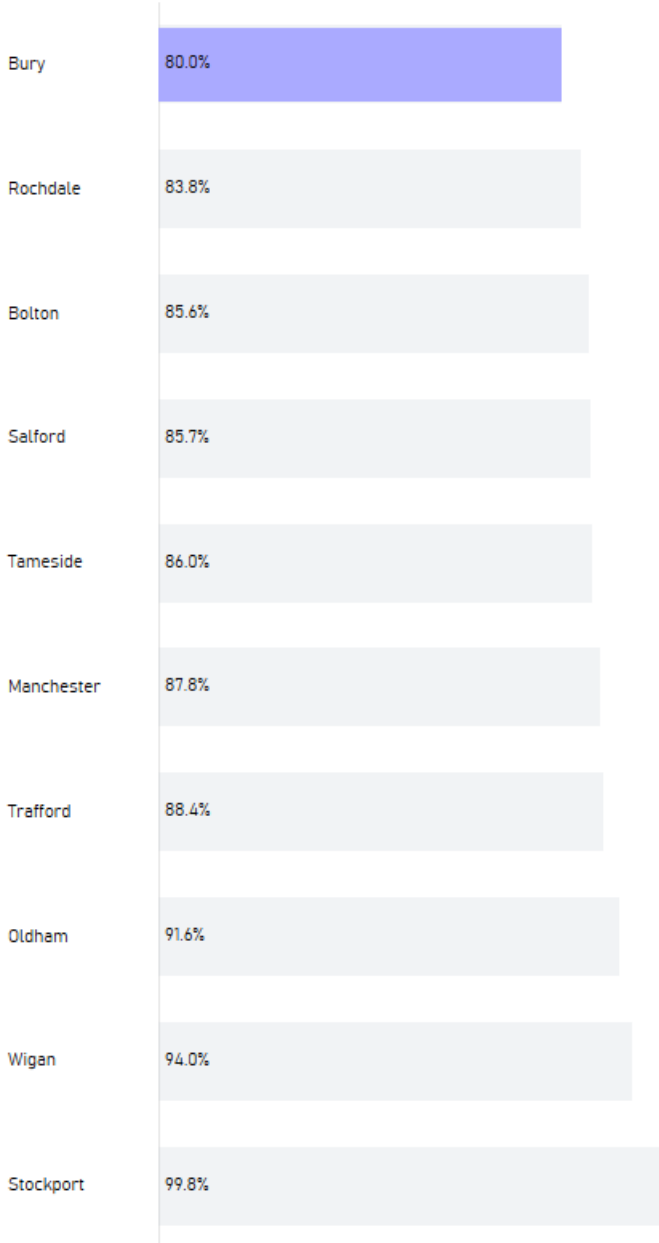 Bury 80.0%
Rochdale 83.8%
Bolton 85.6%
Salford 85.7%
Tameside 86.0%
Manchester 87.8%
Trafford 88.4%
Oldham 91.6%
Wigan 94.0%
Stockport 99.8%